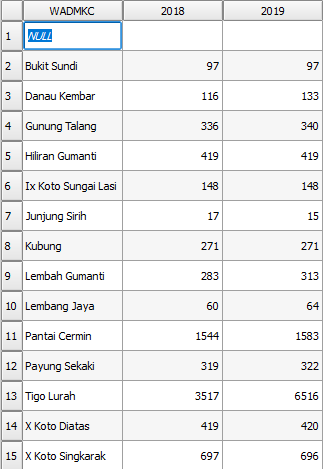 WADMKC 2018 2019
1 NULL
2 Bukit Sundi 97 97
3 Danau Kembar 116 133
4 Gunung Talang 336 340
5 Hiliran Gumanti 419 419
6 Ix Koto Sungai Lasi 148 148
7 Junjung Sirih 17 15
8 Kubung 271 271
9 Lembah Gumanti 283 313
10 Lembang Jaya 60 64
11 Pantai Cermin 1544 1583
12 Payung Sekaki 319 322
13 Tigo Lurah 3517 6516
14 X Koto Diatas 419 420
15 X Koto Singkarak 697 696